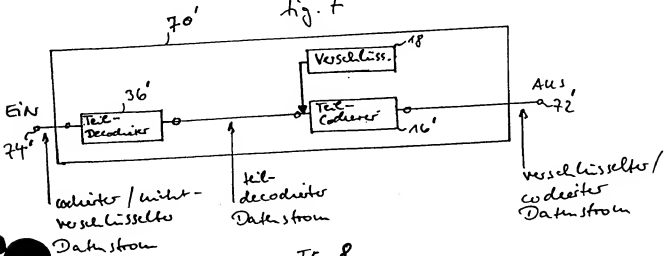 Fig. 7
70'
Verschlüss.
18
EiN
36'
AUS
Teil-
Decodierer
Teil-
Codierer
72'
74'
16'
codierter / nicht-
verschlüsselter
Datenstrom
teil-
decodierter
Datenstrom
verschlüsselter/
codierter
Datenstrom
Fig. 8